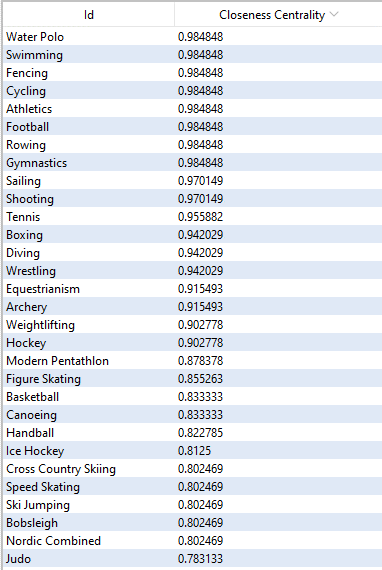 Id Closeness Centrality
Water Polo 0.984848
Swimming 0.984848
Fencing 0.984848
Cycling 0.984848
Athletics 0.984848
Football 0.984848
Rowing 0.984848
Gymnastics 0.984848
Sailing 0.970149
Shooting 0.970149
Tennis 0.955882
Boxing 0.942029
Diving 0.942029
Wrestling 0.942029
Equestrianism 0.915493
Archery 0.915493
Weightlifting 0.902778
Hockey 0.902778
Modern Pentathlon 0.878378
Figure Skating 0.855263
Basketball 0.833333
Canoeing 0.833333
Handball 0.822785
Ice Hockey 0.8125
Cross Country Skiing 0.802469
Speed Skating 0.802469
Ski Jumping 0.802469
Bobsleigh 0.802469
Nordic Combined 0.802469
Judo 0.783133